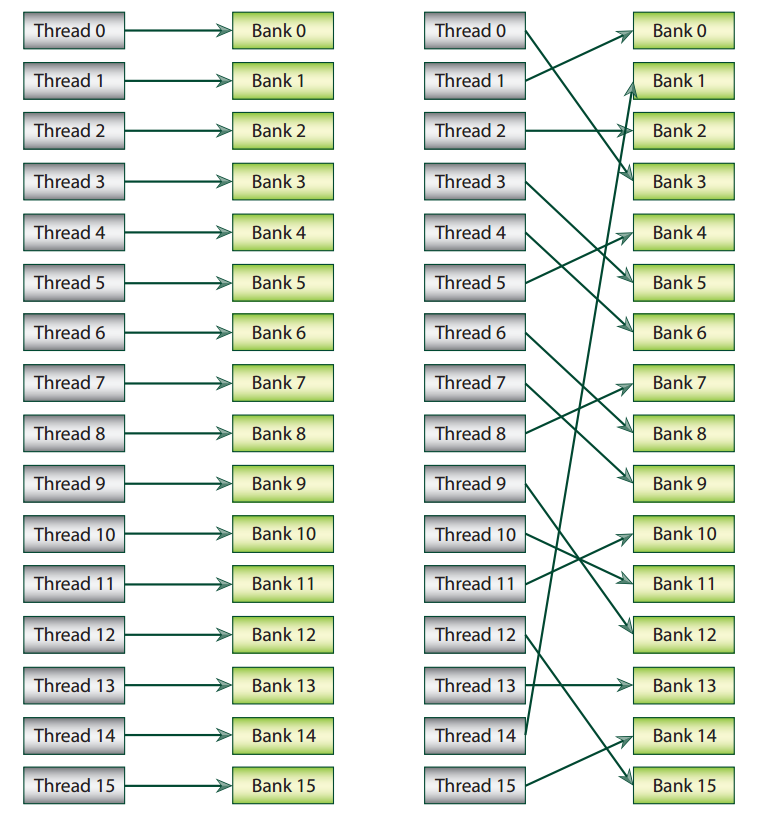 Thread 0 Bank 0 Thread 0 Bank 0
Thread 1 Bank 1 Thread 1 Bank 1
Thread 2 Bank 2 Thread 2 Bank 2
Thread 3 Bank 3 Thread 3 Bank 3
Thread 4 Bank 4 Thread 4 Bank 4
Thread 5 Bank 5 Thread 5 Bank 5
Thread 6 Bank 6 Thread 6 Bank 6
Thread 7 Bank 7 Thread 7 Bank 7
Thread 8 Bank 8 Thread 8 Bank 8
Thread 9 Bank 9 Thread 9 Bank 9
Thread 10 Bank 10 Thread 10 Bank 10
Thread 11 Bank 11 Thread 11 Bank 11
Thread 12 Bank 12 Thread 12 Bank 12
Thread 13 Bank 13 Thread 13 Bank 13
Thread 14 Bank 14 Thread 14 Bank 14
Thread 15 Bank 15 Thread 15 Bank 15